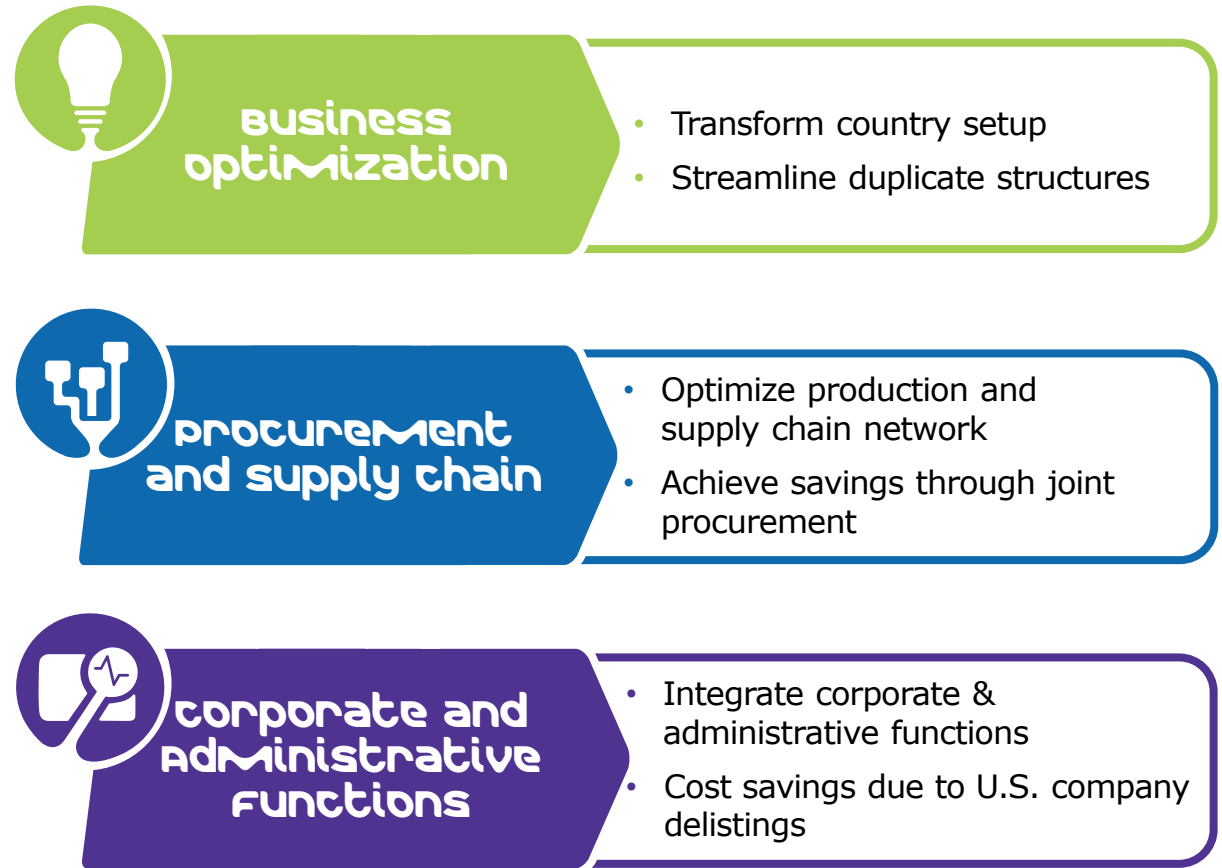 Business
optimization
• Transform country setup
• Streamline duplicate structures
Procurement
and supply chain
• Optimize production and
supply chain network
• Achieve savings through joint
procurement
Corporate and
Administrative
Functions
• Integrate corporate &
administrative functions
• Cost savings due to U.S. company
delistings